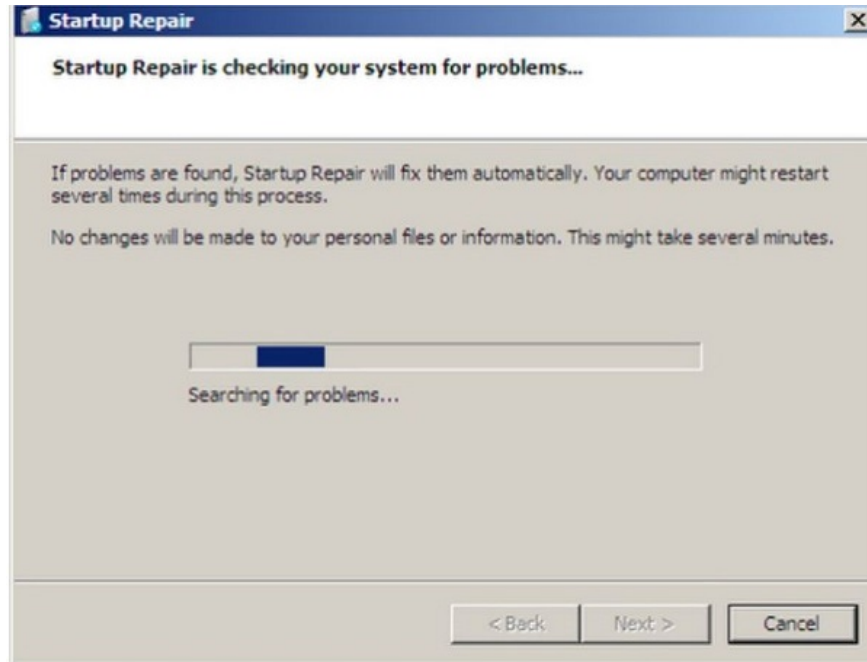 Startup Repair
Startup Repair is checking your system for problems...
If problems are found, Startup Repair will fix them automatically. Your computer might restart
several times during this process.
No changes will be made to your personal files or information. This might take several minutes.
Searching for problems...
< Back Next > Cancel